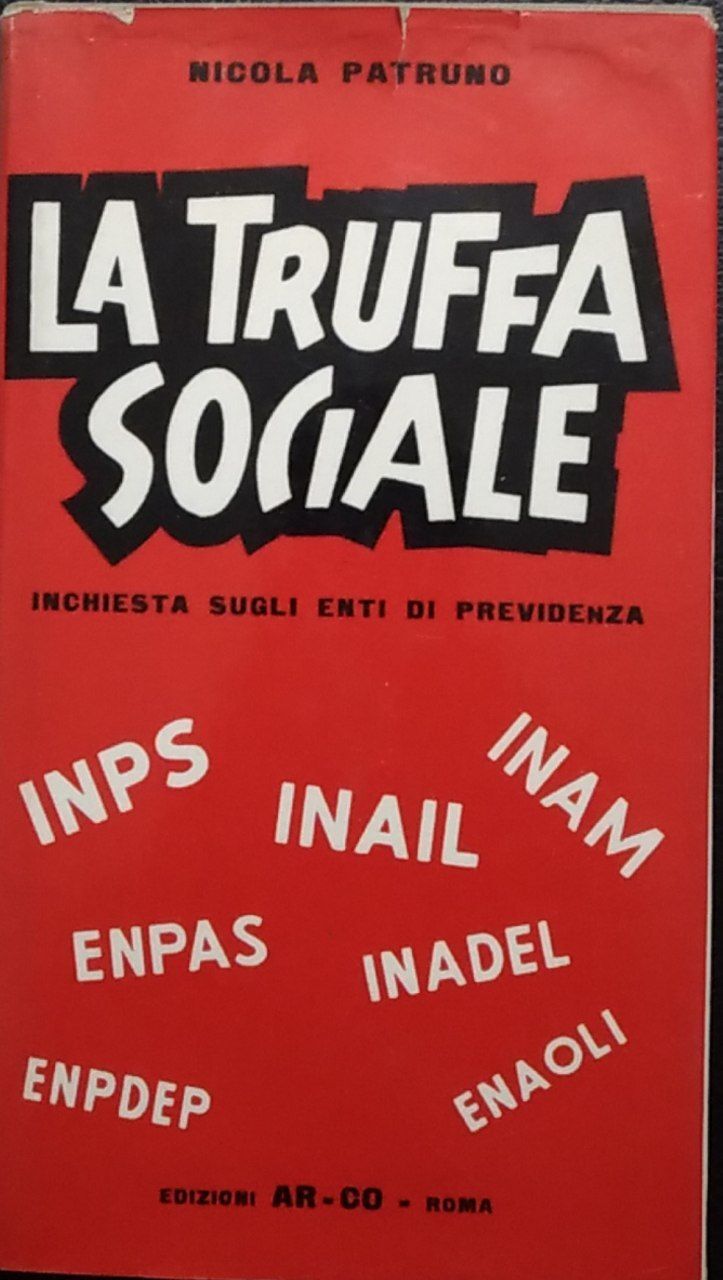 NICOLA PATRUNO
LA TRUFFA
SOCIALE
INCHIESTA SUGLI ENTI DI PREVIDENZA
INPS
INAIL
INAM
ENPAS
INADEL
ENPDEP
ENAOLI
EDIZIONI AR-CO - ROMA